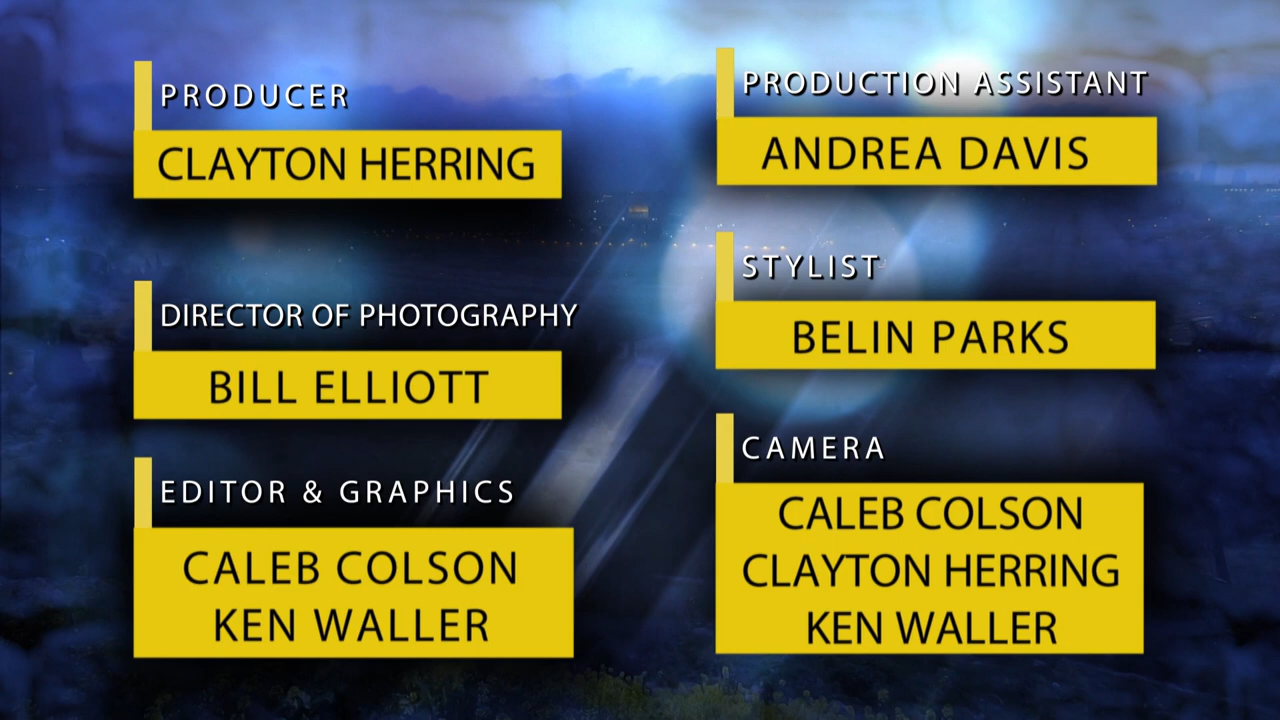 PRODUCER
CLAYTON HERRING
DIRECTOR OF PHOTOGRAPHY
BILL ELLIOTT
EDITOR & GRAPHICS
CALEB COLSON
KEN WALLER
PRODUCTION ASSISTANT
ANDREA DAVIS
STYLIST
BELIN PARKS
CAMERA
CALEB COLSON
CLAYTON HERRING
KEN WALLER